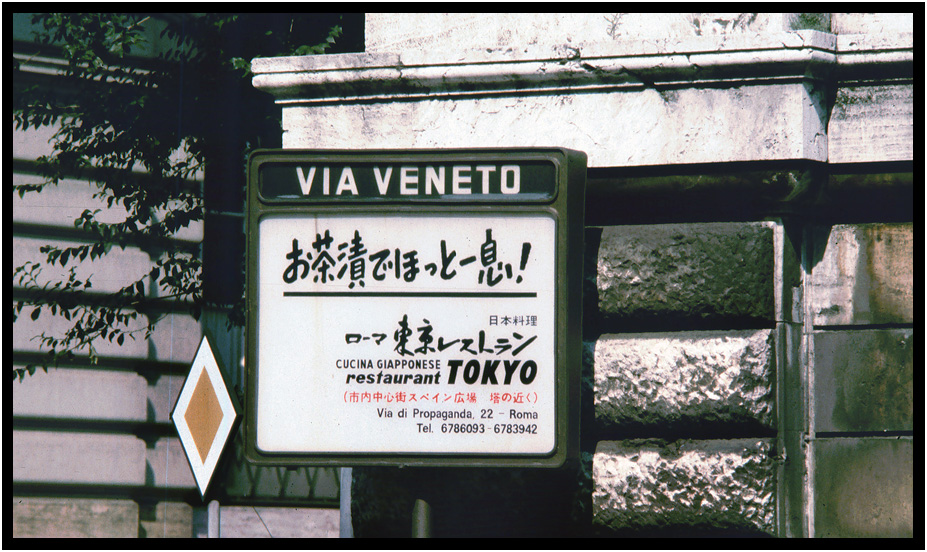 VIA VENETO
お茶漬でほっと一息!
日本料理
ローマ 東京レストラン
CUCINA GIAPPONESE
restaurant TOKYO
(市内中心街スペイン広場 塔の近く)
Via di Propaganda, 22 - Roma
Tel. 6786093-6783942